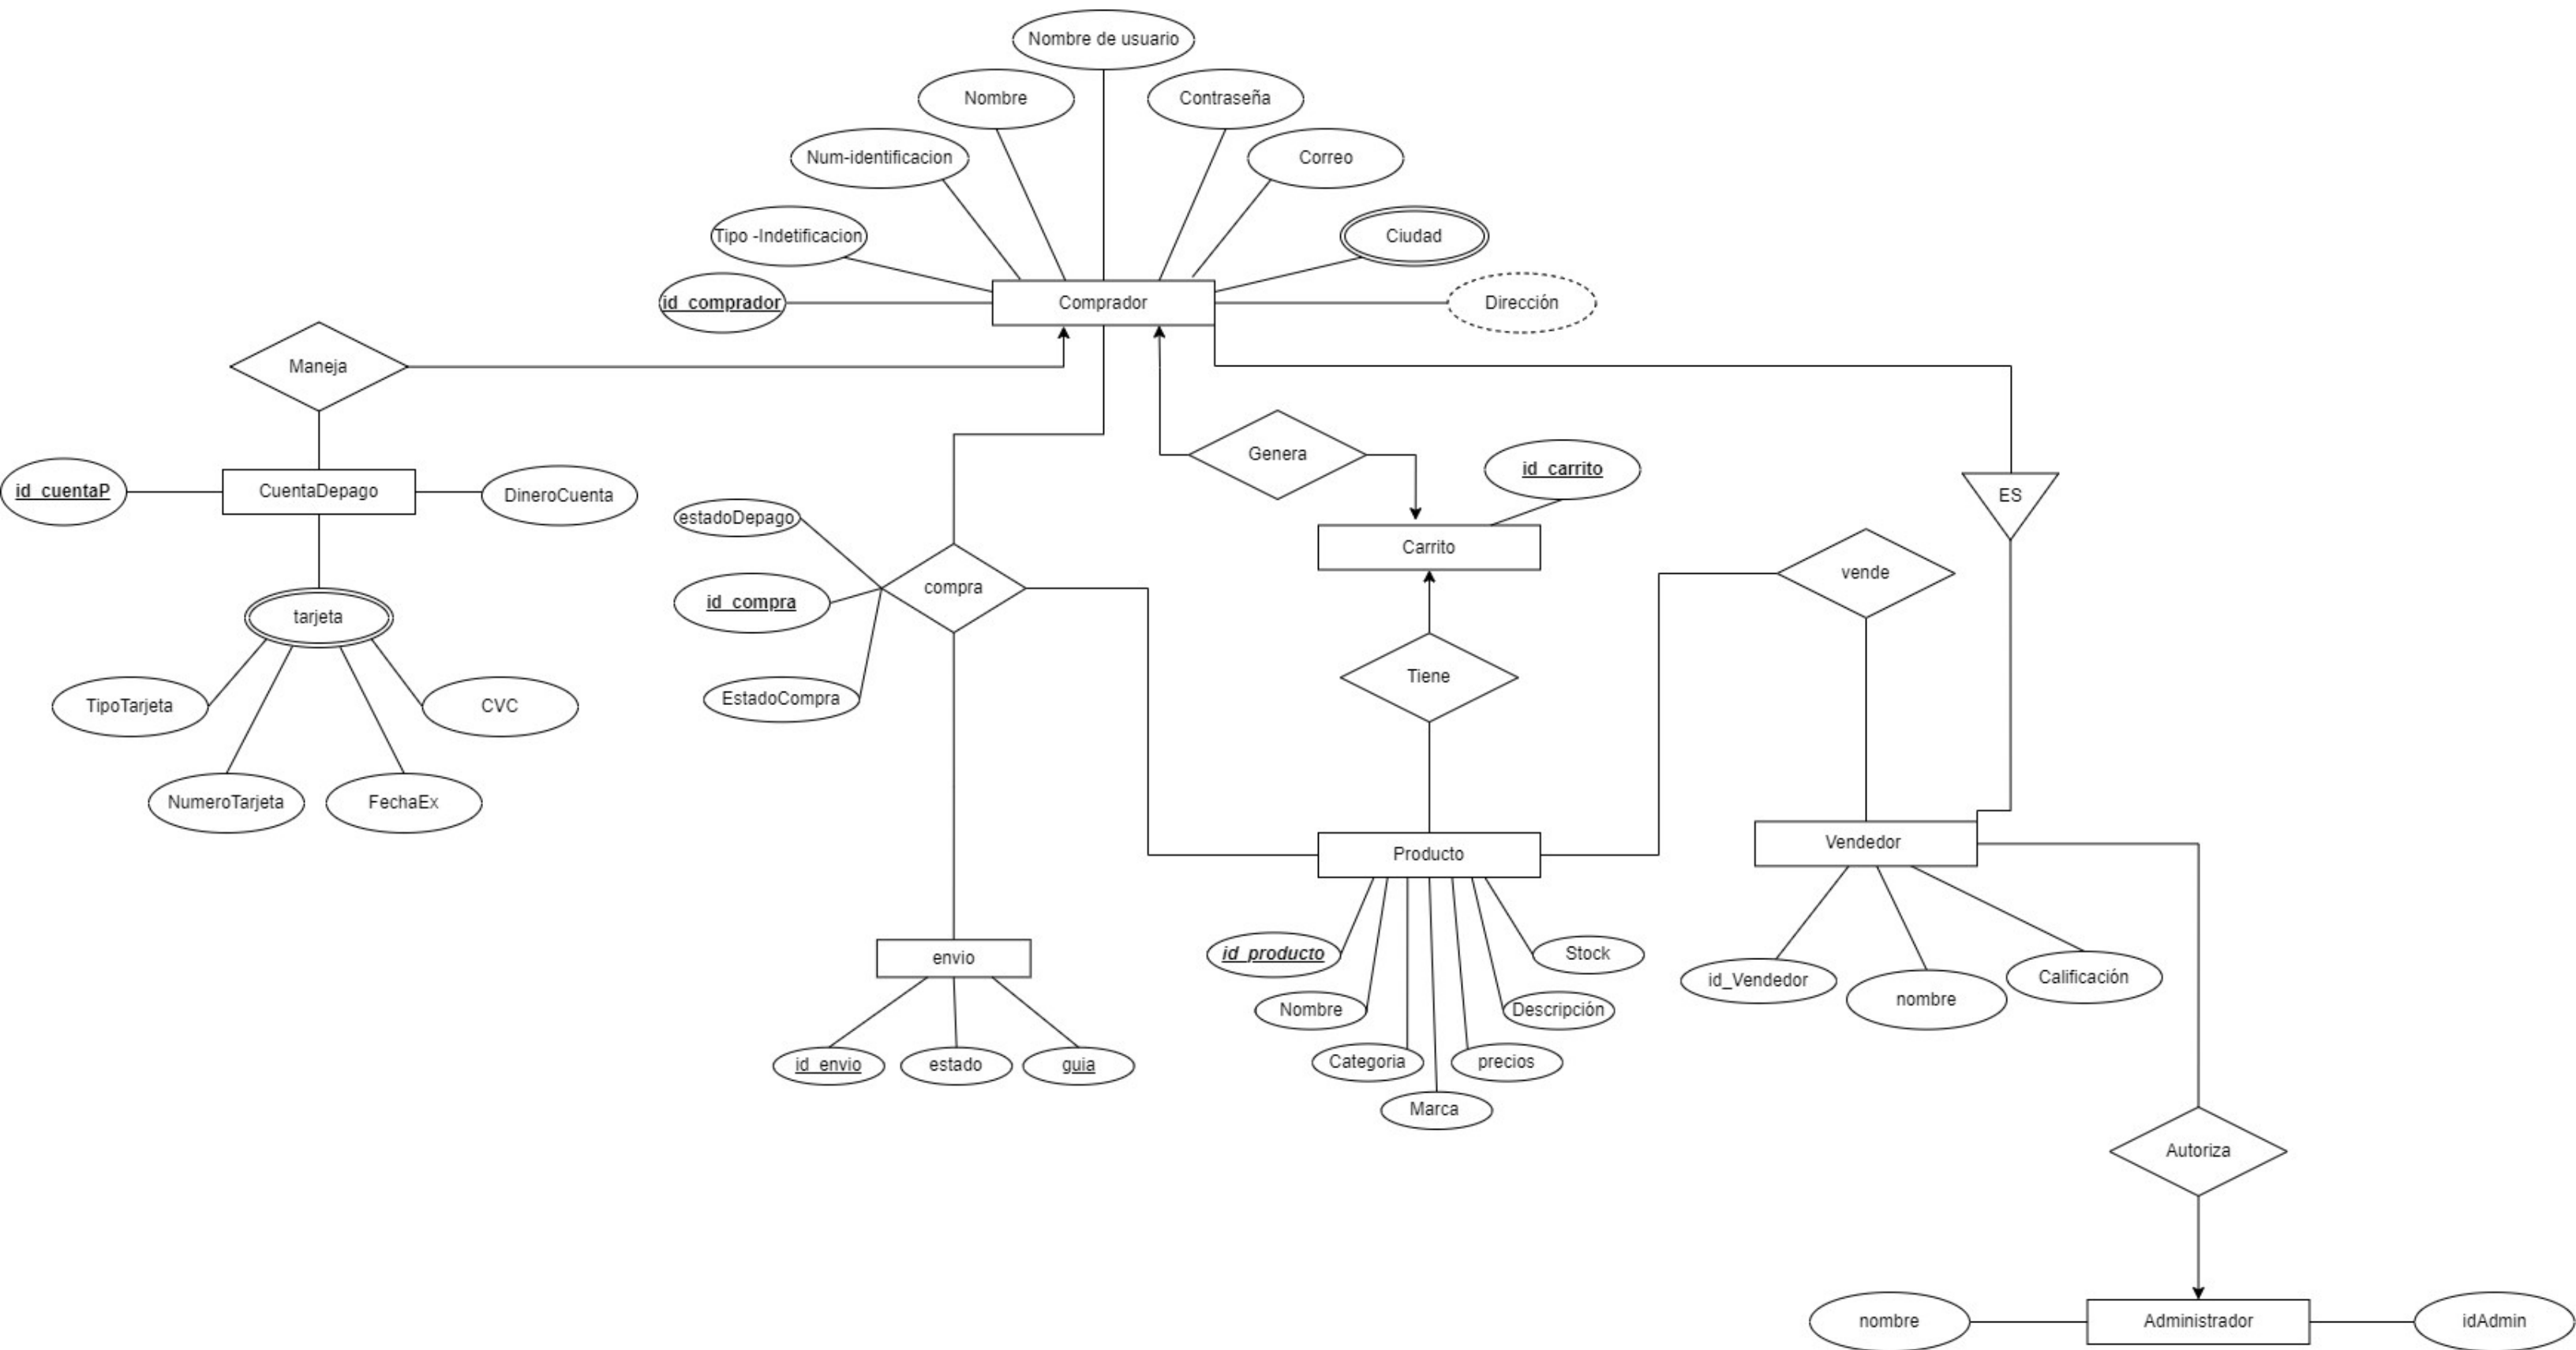 Nombre de usuario
Nombre
Contraseña
Num-identificacion
Correo
Tipo -Indetificacion
Ciudad
id_comprador
Comprador
Dirección
Maneja
Genera
id_carrito
id_cuentaP
CuentaDepago
DineroCuenta
ES
estadoDepago
Carrito
vende
compra
id_compra
tarjeta
Tiene
TipoTarjeta
CVC
EstadoCompra
NumeroTarjeta
FechaEx
Vendedor
Producto
envio
id_producto
Stock
id_Vendedor
nombre
Calificación
Nombre
Descripción
id_envio
estado
guia
Categoria
precios
Marca
Autoriza
nombre
Administrador
idAdmin